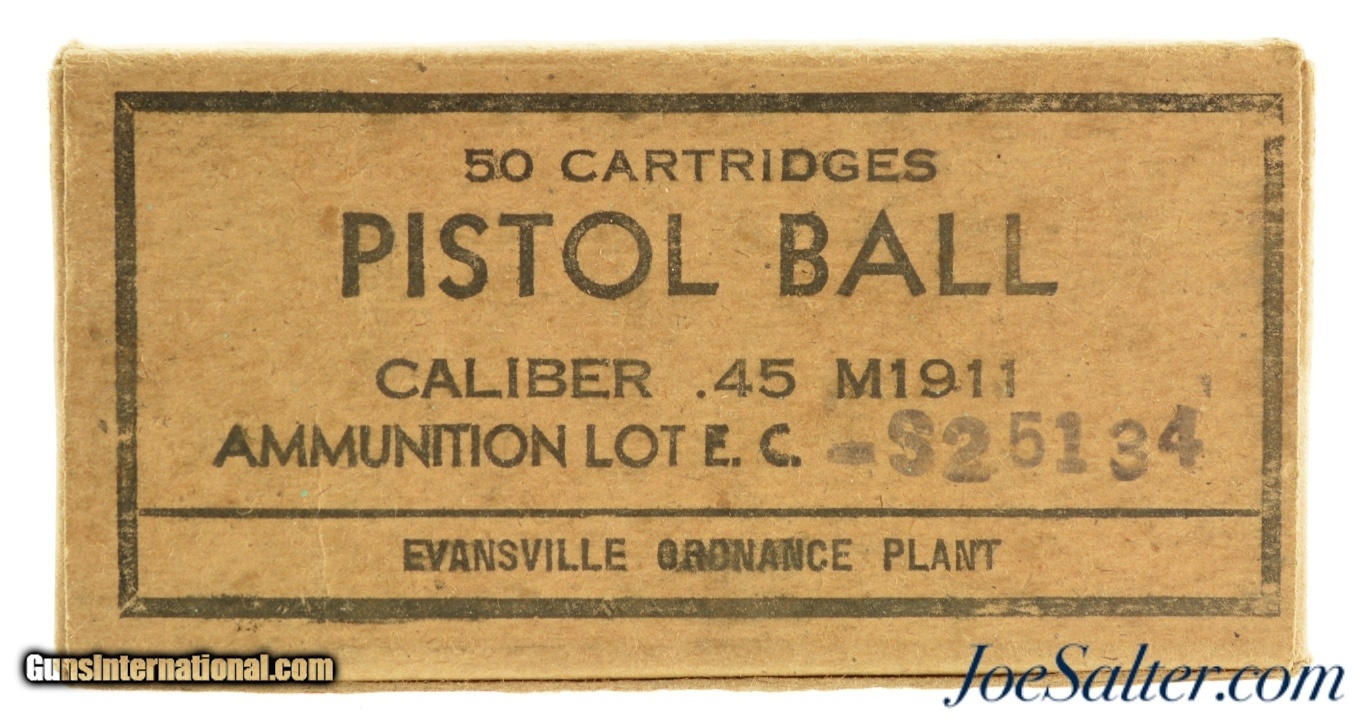 50 CARTRIDGES
PISTOL BALL
CALIBER .45 M1911
AMMUNITION LOT E. C. -S25134
EVANSVILLE ORDNANCE PLANT
GunsInternational.com
JoeSalter.com